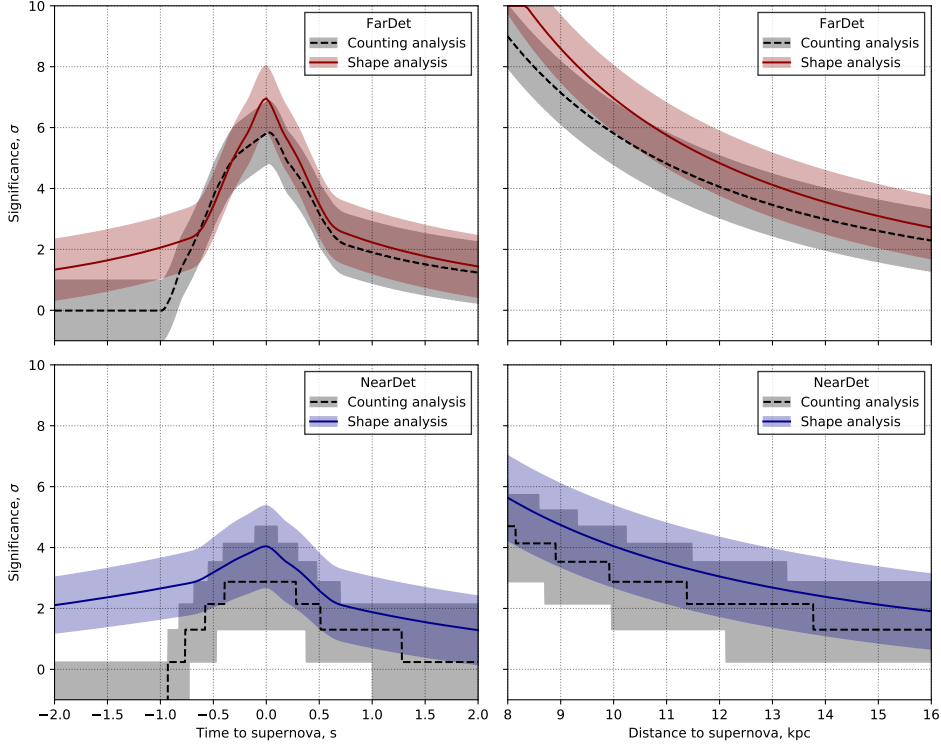 10
8
6
4
2
0
Significance, σ
FarDet
Counting analysis
Shape analysis
FarDet
Counting analysis
Shape analysis
10
8
6
4
2
0
Significance, σ
NearDet
Counting analysis
Shape analysis
NearDet
Counting analysis
Shape analysis
−2.0 −1.5 −1.0 −0.5 0.0 0.5 1.0 1.5 2.0
Time to supernova, s
8 9 10 11 12 13 14 15 16
Distance to supernova, kpc